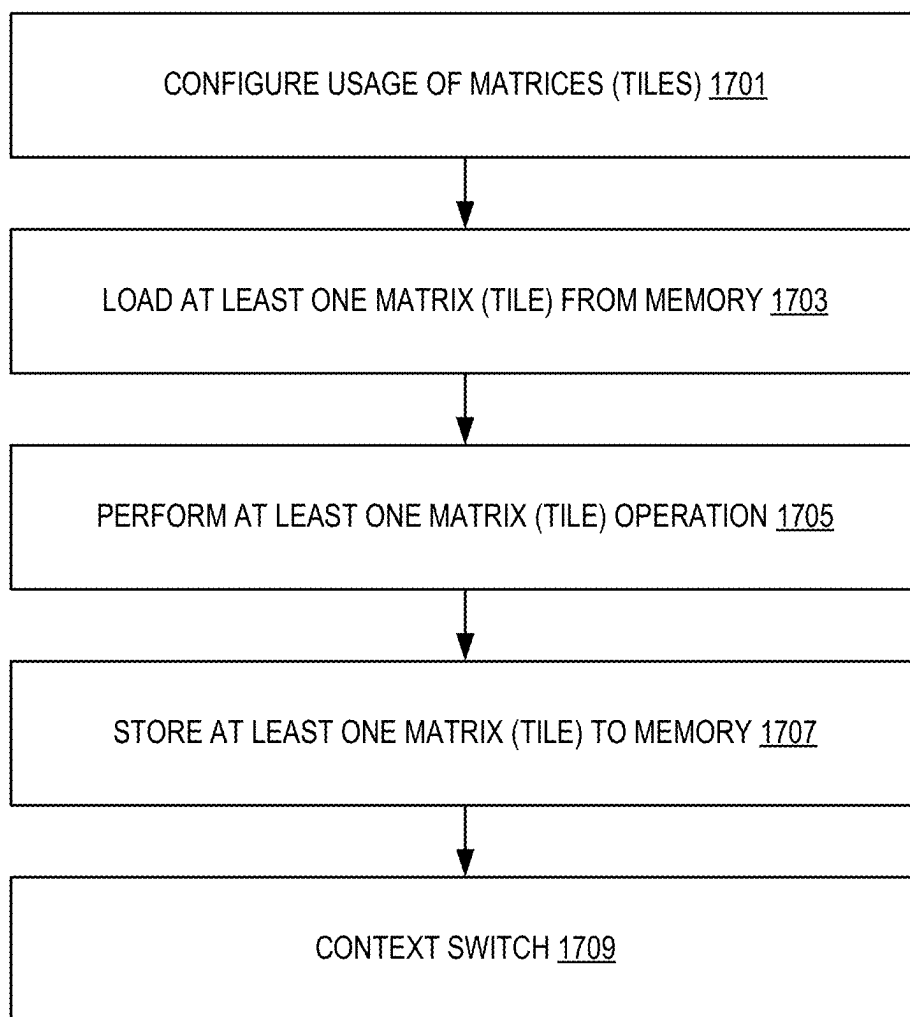 CONFIGURE USAGE OF MATRICES (TILES) 1701
LOAD AT LEAST ONE MATRIX (TILE) FROM MEMORY 1703
PERFORM AT LEAST ONE MATRIX (TILE) OPERATION 1705
STORE AT LEAST ONE MATRIX (TILE) TO MEMORY 1707
CONTEXT SWITCH 1709